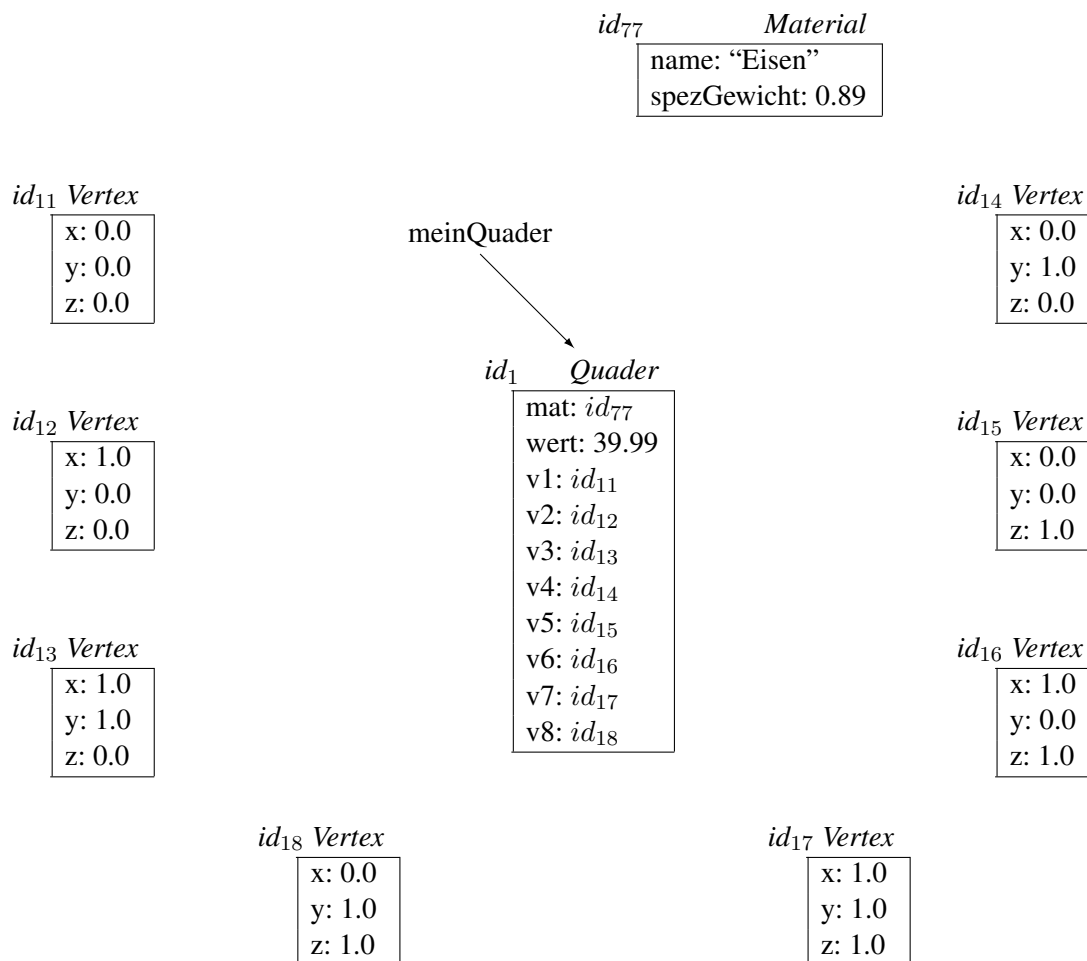 id77 Material
name: “Eisen”
spezGewicht: 0.89
id11 Vertex
x: 0.0
y: 0.0
z: 0.0
meinQuader
id14 Vertex
x: 0.0
y: 1.0
z: 0.0
id1 Quader
mat: id77
wert: 39.99
v1: id11
v2: id12
v3: id13
v4: id14
v5: id15
v6: id16
v7: id17
v8: id18
id12 Vertex
x: 1.0
y: 0.0
z: 0.0
id15 Vertex
x: 0.0
y: 0.0
z: 1.0
id13 Vertex
x: 1.0
y: 1.0
z: 0.0
id16 Vertex
x: 1.0
y: 0.0
z: 1.0
id18 Vertex
x: 0.0
y: 1.0
z: 1.0
id17 Vertex
x: 1.0
y: 1.0
z: 1.0